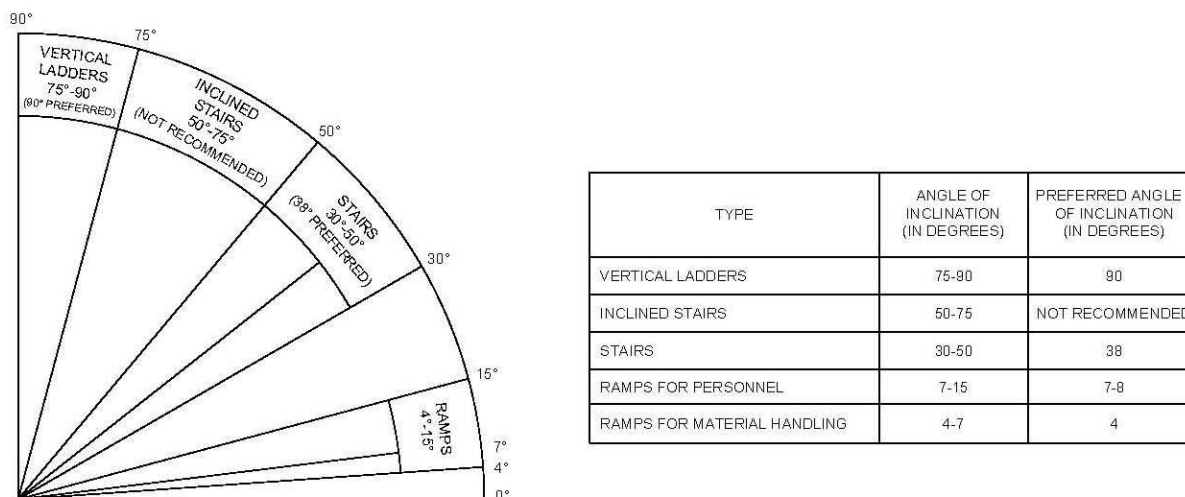 90°
75°
VERTICAL
LADDERS
75°-90°
(90° PREFERRED)
INCLINED
STAIRS
50°-75°
(NOT RECOMMENDED)
50°
STAIRS
30°-50°
(38° PREFERRED)
30°
15°
RAMPS
4°-15°
7°
4°
0°
TYPE
ANGLE OF
INCLINATION
(IN DEGREES)
PREFERRED ANGLE
OF INCLINATION
(IN DEGREES)
VERTICAL LADDERS 75-90 90
INCLINED STAIRS 50-75 NOT RECOMMENDED
STAIRS 30-50 38
RAMPS FOR PERSONNEL 7-15 7-8
RAMPS FOR MATERIAL HANDLING 4-7 4